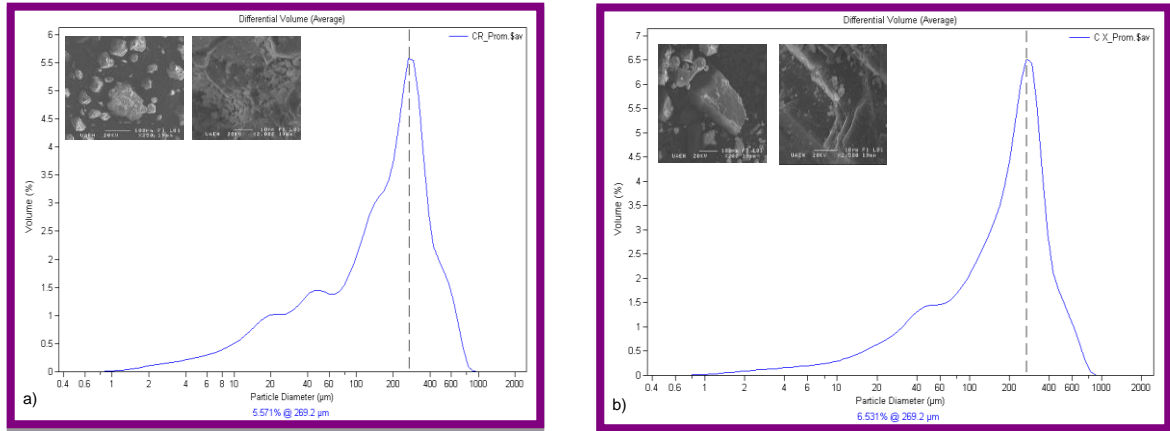 Differential Volume (Average)
CR_Prom.$av
6
5.5
5
4.5
4
3.5
3
2.5
2
1.5
1
0.5
0
Volume (%)
0.4 0.6 1 2 4 6 8 10 20 40 60 100 200 400 1000 2000
Particle Diameter (µm)
5.571% @ 269.2 µm
a)
UAEN 20KV
Differential Volume (Average)
C X_Prom.$av
7
6.5
6
5.5
5
4.5
4
3.5
3
2.5
2
1.5
1
0.5
0
Volume (%)
0.4 0.6 1 2 4 6 10 20 40 60 100 200 400 1000 2000
Particle Diameter (µm)
6.531% @ 269.2 µm
b)
UAEN 20KV